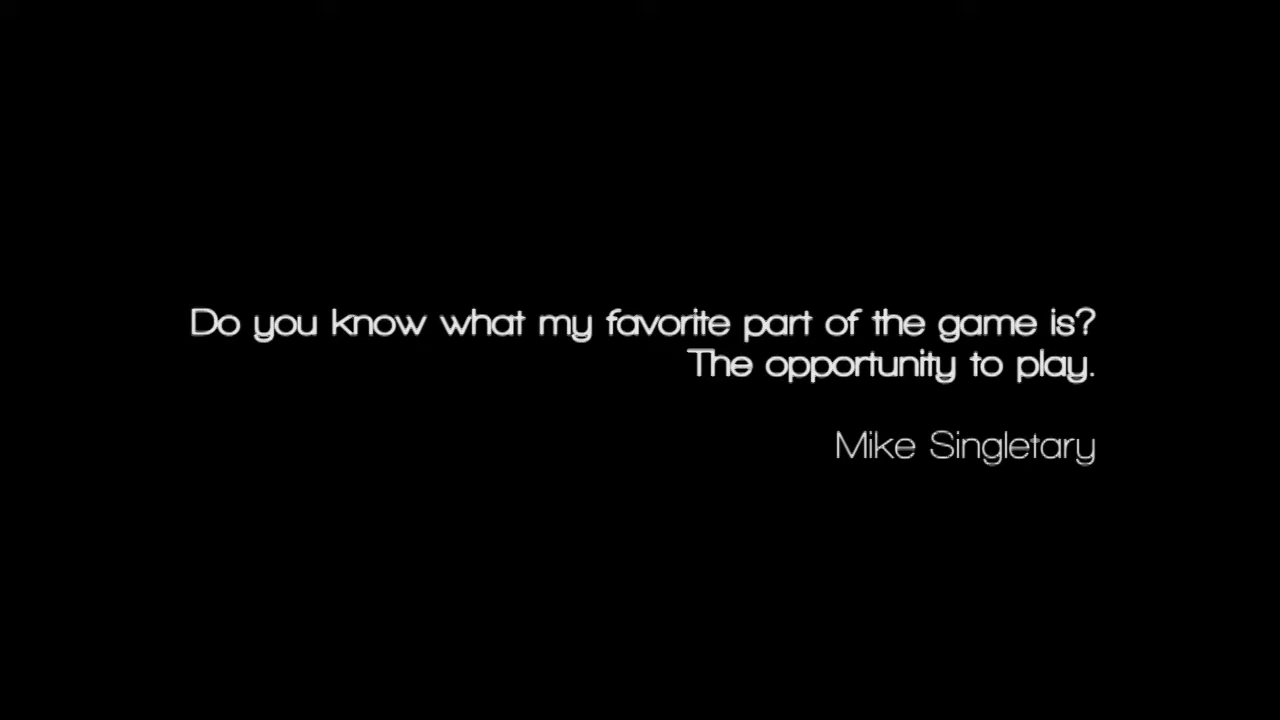 Do you know what my favorite part of the game is?
The opportunity to play.
Mike Singletary